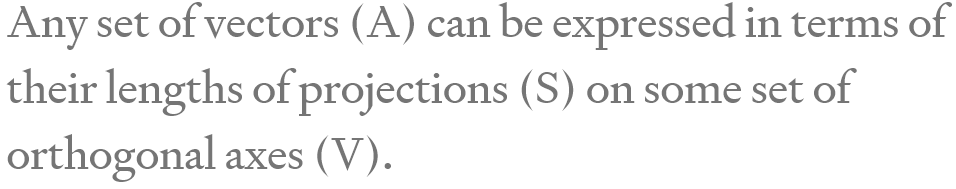 Any set of vectors (A) can be expressed in terms of
their lengths of projections (S) on some set of
orthogonal axes (V).